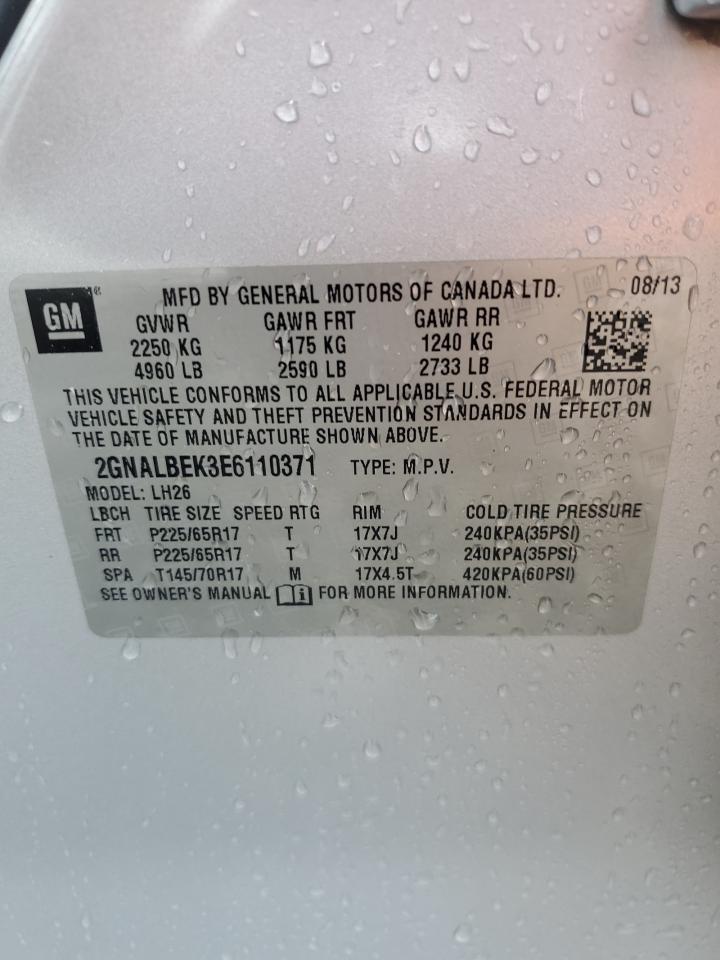 GM® MFD BY GENERAL MOTORS OF CANADA LTD. 08/13
GVWR GAWR FRT GAWR RR
2250 KG 1175 KG 1240 KG
4960 LB 2590 LB 2733 LB
THIS VEHICLE CONFORMS TO ALL APPLICABLE U.S. FEDERAL MOTOR
VEHICLE SAFETY AND THEFT PREVENTION STANDARDS IN EFFECT ON
THE DATE OF MANUFACTURE SHOWN ABOVE.
2GNALBEK3E6110371 TYPE: M.P.V.
MODEL: LH26
LBCH TIRE SIZE SPEED RTG RIM COLD TIRE PRESSURE
FRT P225/65R17 T 17X7J 240KPA(35PSI)
RR P225/65R17 T 17X7J 240KPA(35PSI)
SPA T145/70R17 M 17X4.5T 420KPA(60PSI)
SEE OWNER'S MANUAL i FOR MORE INFORMATION.